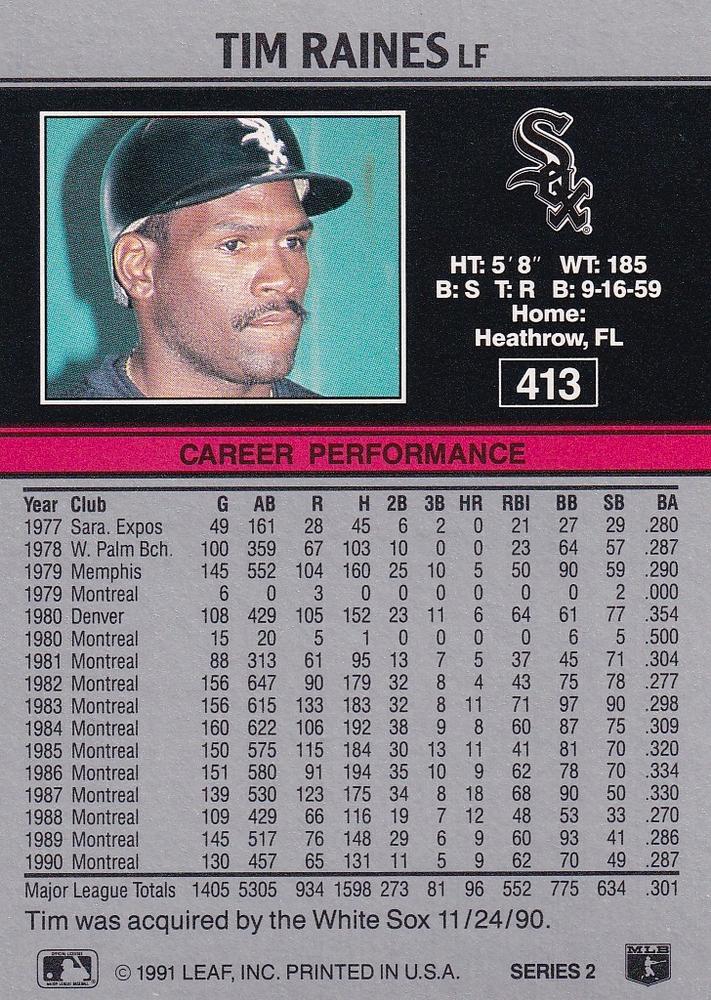 TIM RAINES LF
Sox
HT: 5' 8" WT: 185
B: S T: R B: 9-16-59
Home:
Heathrow, FL
413
CAREER PERFORMANCE
Year Club G AB R H 2B 3B HR RBI BB SB BA
1977 Sara. Expos 49 161 28 45 6 2 0 21 27 29 .280
1978 W. Palm Bch. 100 359 67 103 10 0 0 23 64 57 .287
1979 Memphis 145 552 104 160 25 10 5 50 90 59 .290
1979 Montreal 6 0 3 0 0 0 0 0 0 2 .000
1980 Denver 108 429 105 152 23 11 6 64 61 77 .354
1980 Montreal 15 20 5 1 0 0 0 0 6 5 .500
1981 Montreal 88 313 61 95 13 7 5 37 45 71 .304
1982 Montreal 156 647 90 179 32 8 4 43 75 78 .277
1983 Montreal 156 615 133 183 32 8 11 71 97 90 .298
1984 Montreal 160 622 106 192 38 9 8 60 87 75 .309
1985 Montreal 150 575 115 184 30 13 11 41 81 70 .320
1986 Montreal 151 580 91 194 35 10 9 62 78 70 .334
1987 Montreal 139 530 123 175 34 8 18 68 90 50 .330
1988 Montreal 109 429 66 116 19 7 12 48 53 33 .270
1989 Montreal 145 517 76 148 29 6 9 60 93 41 .286
1990 Montreal 130 457 65 131 11 5 9 62 70 49 .287
Major League Totals 1405 5305 934 1598 273 81 96 552 775 634 .301
Tim was acquired by the White Sox 11/24/90.
© 1991 LEAF, INC. PRINTED IN U.S.A. SERIES 2 MLB